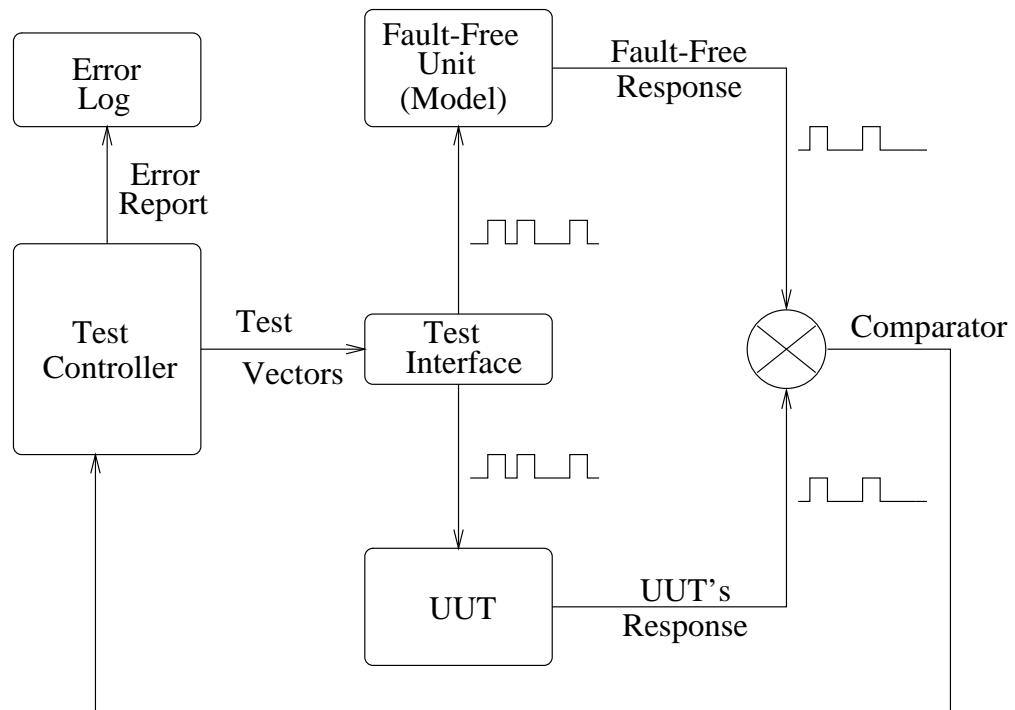 Error
Log
Fault-Free
Unit
(Model)
Fault-Free
Response
Error
Report
Test
Controller
Test
Vectors
Test
Interface
Comparator
UUT
UUT's
Response